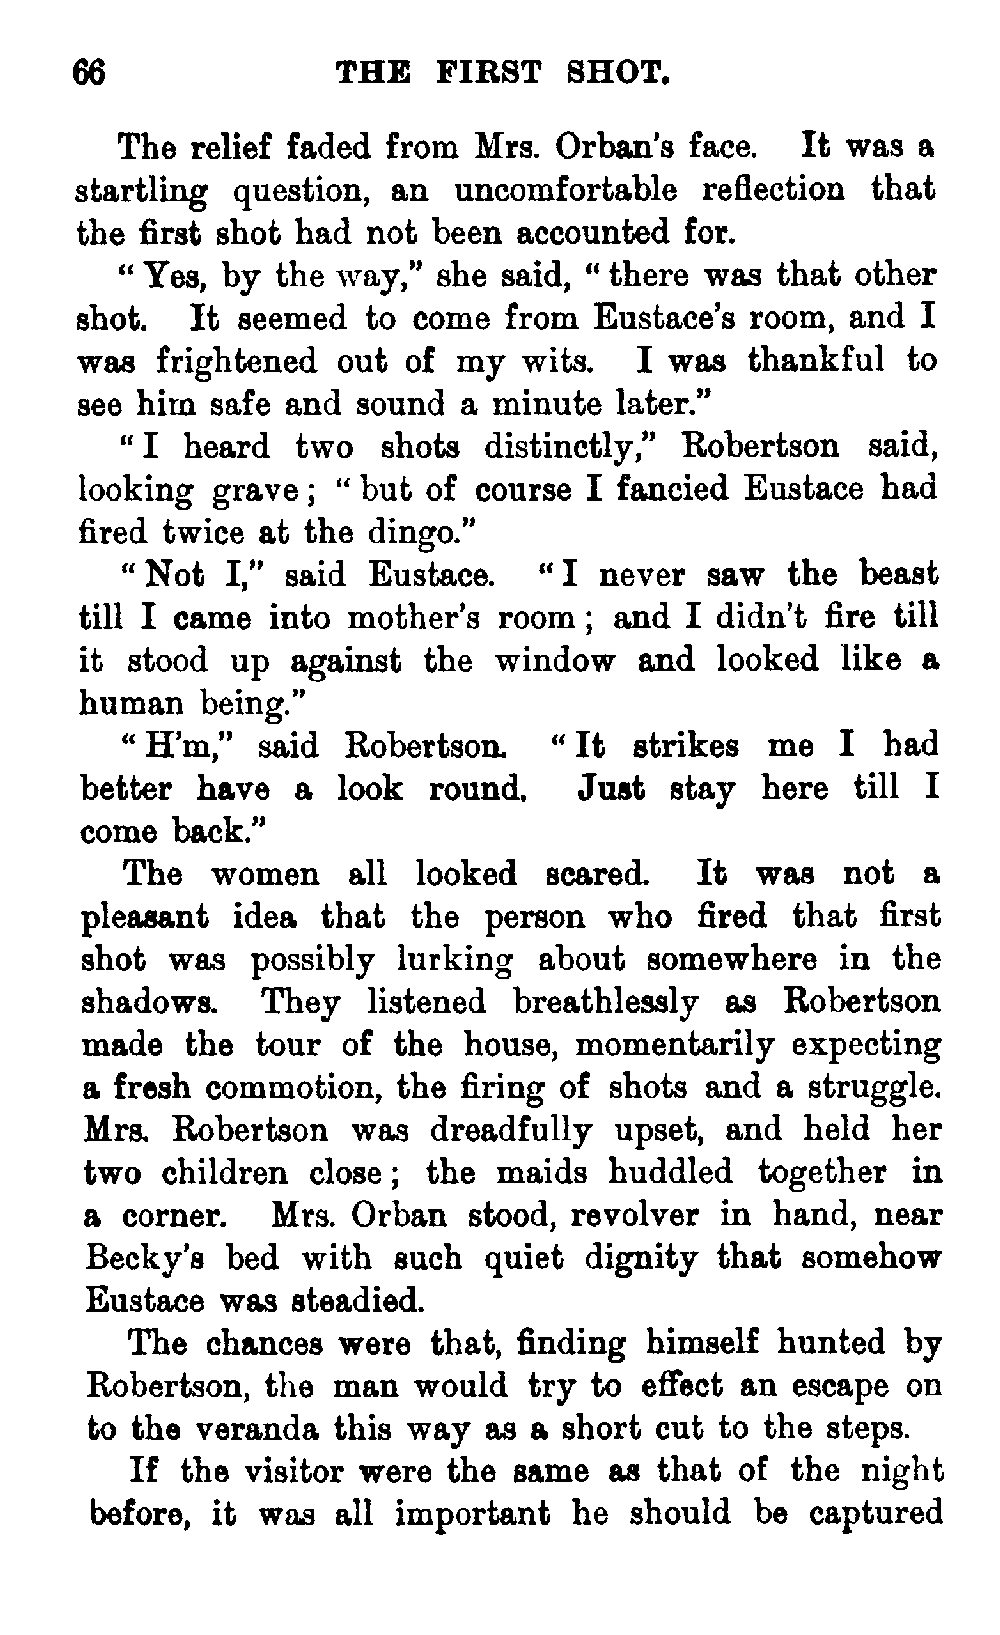 66 THE FIRST SHOT.
The relief faded from Mrs. Orban's face. It was a
startling question, an uncomfortable reflection that
the first shot had not been accounted for.
“Yes, by the way,” she said, “there was that other
shot. It seemed to come from Eustace's room, and I
was frightened out of my wits. I was thankful to
see him safe and sound a minute later.”
“I heard two shots distinctly,” Robertson said,
looking grave; “but of course I fancied Eustace had
fired twice at the dingo.”
“Not I,” said Eustace. “I never saw the beast
till I came into mother's room; and I didn't fire till
it stood up against the window and looked like a
human being.”
“H'm,” said Robertson. “It strikes me I had
better have a look round. Just stay here till I
come back.”
The women all looked scared. It was not a
pleasant idea that the person who fired that first
shot was possibly lurking about somewhere in the
shadows. They listened breathlessly as Robertson
made the tour of the house, momentarily expecting
a fresh commotion, the firing of shots and a struggle.
Mrs. Robertson was dreadfully upset, and held her
two children close; the maids huddled together in
a corner. Mrs. Orban stood, revolver in hand, near
Becky's bed with such quiet dignity that somehow
Eustace was steadied.
The chances were that, finding himself hunted by
Robertson, the man would try to effect an escape on
to the veranda this way as a short cut to the steps.
If the visitor were the same as that of the night
before, it was all important he should be captured